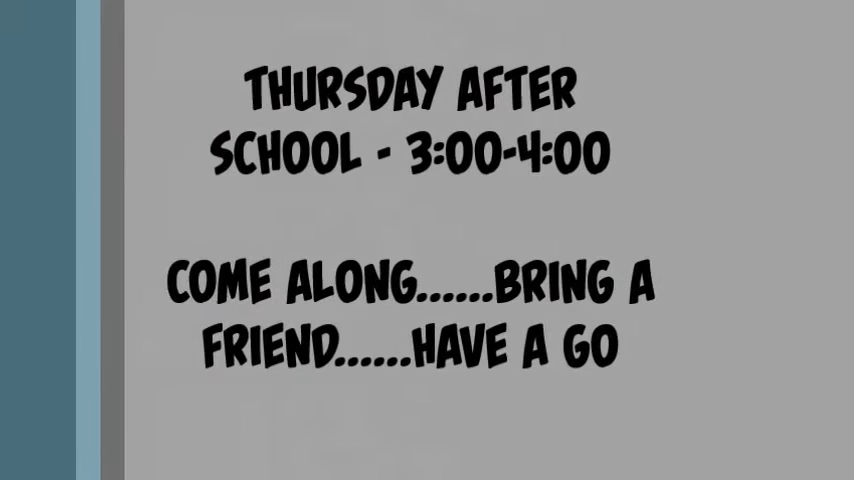 THURSDAY AFTER
SCHOOL - 3:00-4:00
COME ALONG......BRING A
FRIEND......HAVE A GO